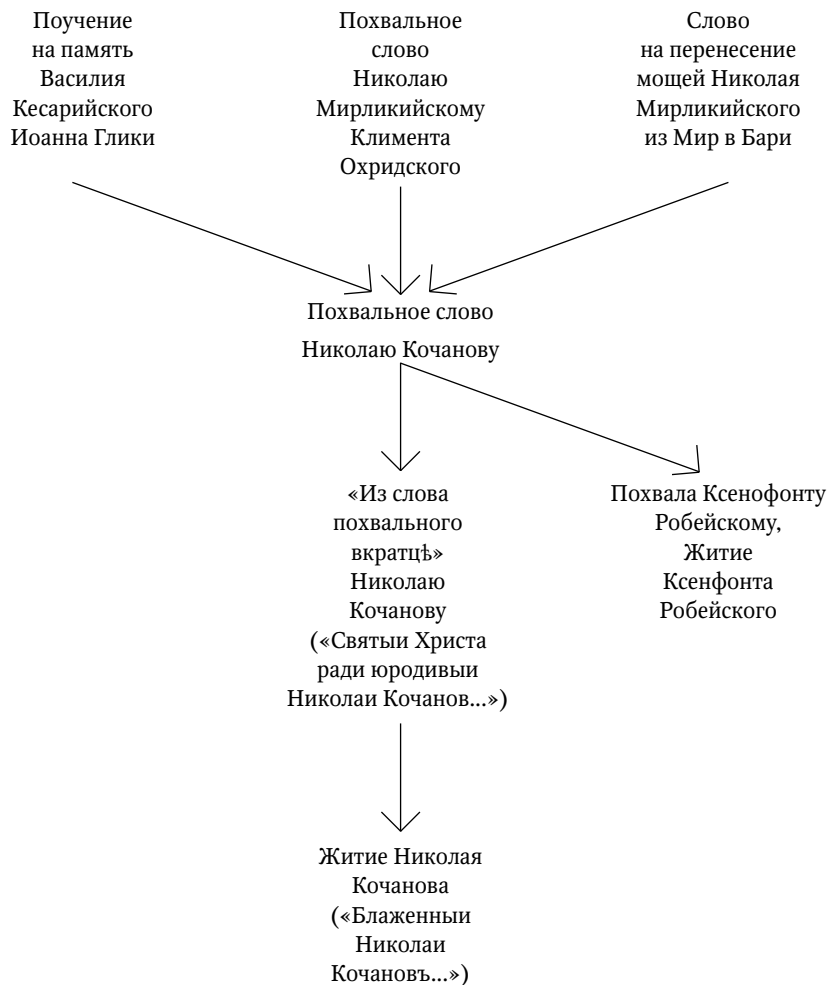 Поучение
на память
Василия
Кесарийского
Иоанна Глики
Похвальное
слово
Николаю
Мирликийскому
Климента
Охридского
Слово
на перенесение
мощей Николая
Мирликийского
из Мир в Бари
Похвальное слово
Николаю Кочанову
«Из слова
похвального
вкратцѣ»
Николаю
Кочанову
(«Святыи Христа
ради юродивыи
Николаи Кочанов...»)
Похвала Ксенофонту
Робейскому,
Житие
Ксенфонта
Робейского
Житие Николая
Кочанова
(«Блаженныи
Николаи
Кочановъ...»)